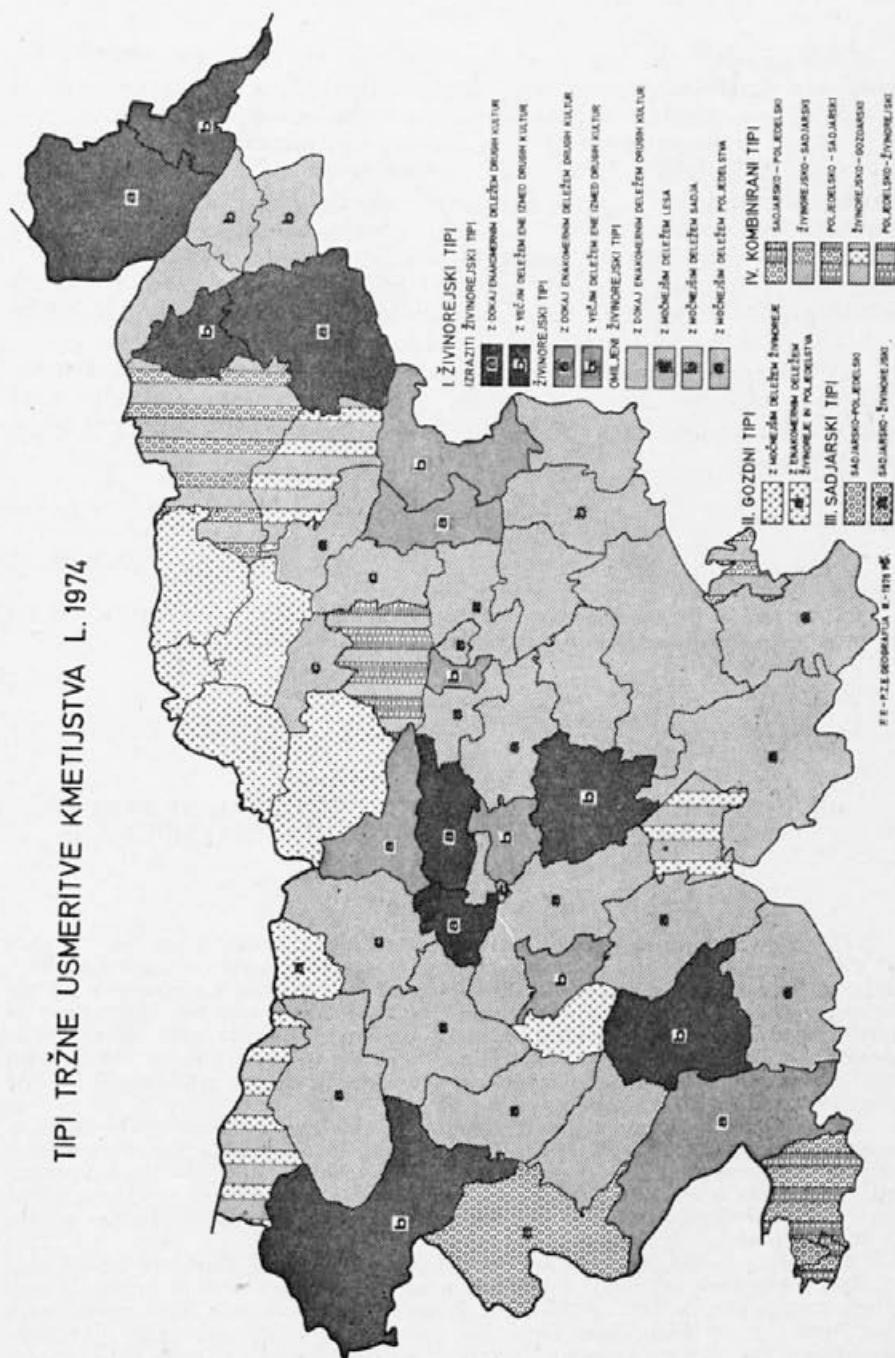 TIPI TRŽNE USMERITVE KMETIJSTVA L. 1974
I. ŽIVINOREJSKI TIPI
IZRAZITI ŽIVINOREJSKI TIPI
a Z DOKAJ ENAKOMERNIM DELEŽEM DRUGIH KULTUR
b Z VEČJIM DELEŽEM ENE IZMED DRUGIH KULTUR
ŽIVINOREJSKI TIPI
a Z DOKAJ ENAKOMERNIM DELEŽEM DRUGIH KULTUR
b Z VEČJIM DELEŽEM ENE IZMED DRUGIH KULTUR
OMILJENI ŽIVINOREJSKI TIPI
Z DOKAJ ENAKOMERNIM DELEŽEM DRUGIH KULTUR
Z MOČNEJŠIM DELEŽEM LESA
Z MOČNEJŠIM DELEŽEM SADJA
Z MOČNEJŠIM DELEŽEM POLJEDELSTVA
II. GOZDNI TIPI
Z MOČNEJŠIM DELEŽEM ŽIVINOREJE
Z ENAKOMERNIM DELEŽEM
ŽIVINOREJE IN POLJEDELSTVA
III. SADJARSKI TIPI
SADJARSKO-POLJEDELSKO
SADJARSKO-ŽIVINOREJSKO
IV. KOMBINIRANI TIPI
SADJARSKO-POLJEDELSKI
ŽIVINOREJSKO-SADJARSKI
POLJEDELSKO-SADJARSKI
ŽIVINOREJSKO-GOZDARSKI
POLJEDELSKO-ŽIVINOREJSKI